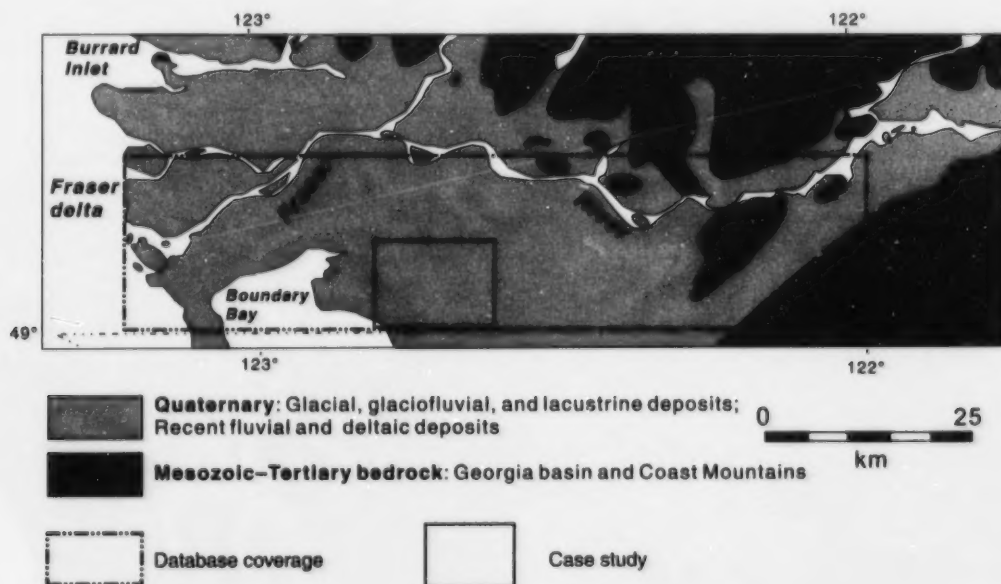 123°
122°
Burrard
Inlet
Fraser
delta
Boundary
Bay
49°
123°
122°
Quaternary: Glacial, glaciofluvial, and lacustrine deposits;
Recent fluvial and deltaic deposits
0 25
km
Mesozoic–Tertiary bedrock: Georgia basin and Coast Mountains
Database coverage
Case study